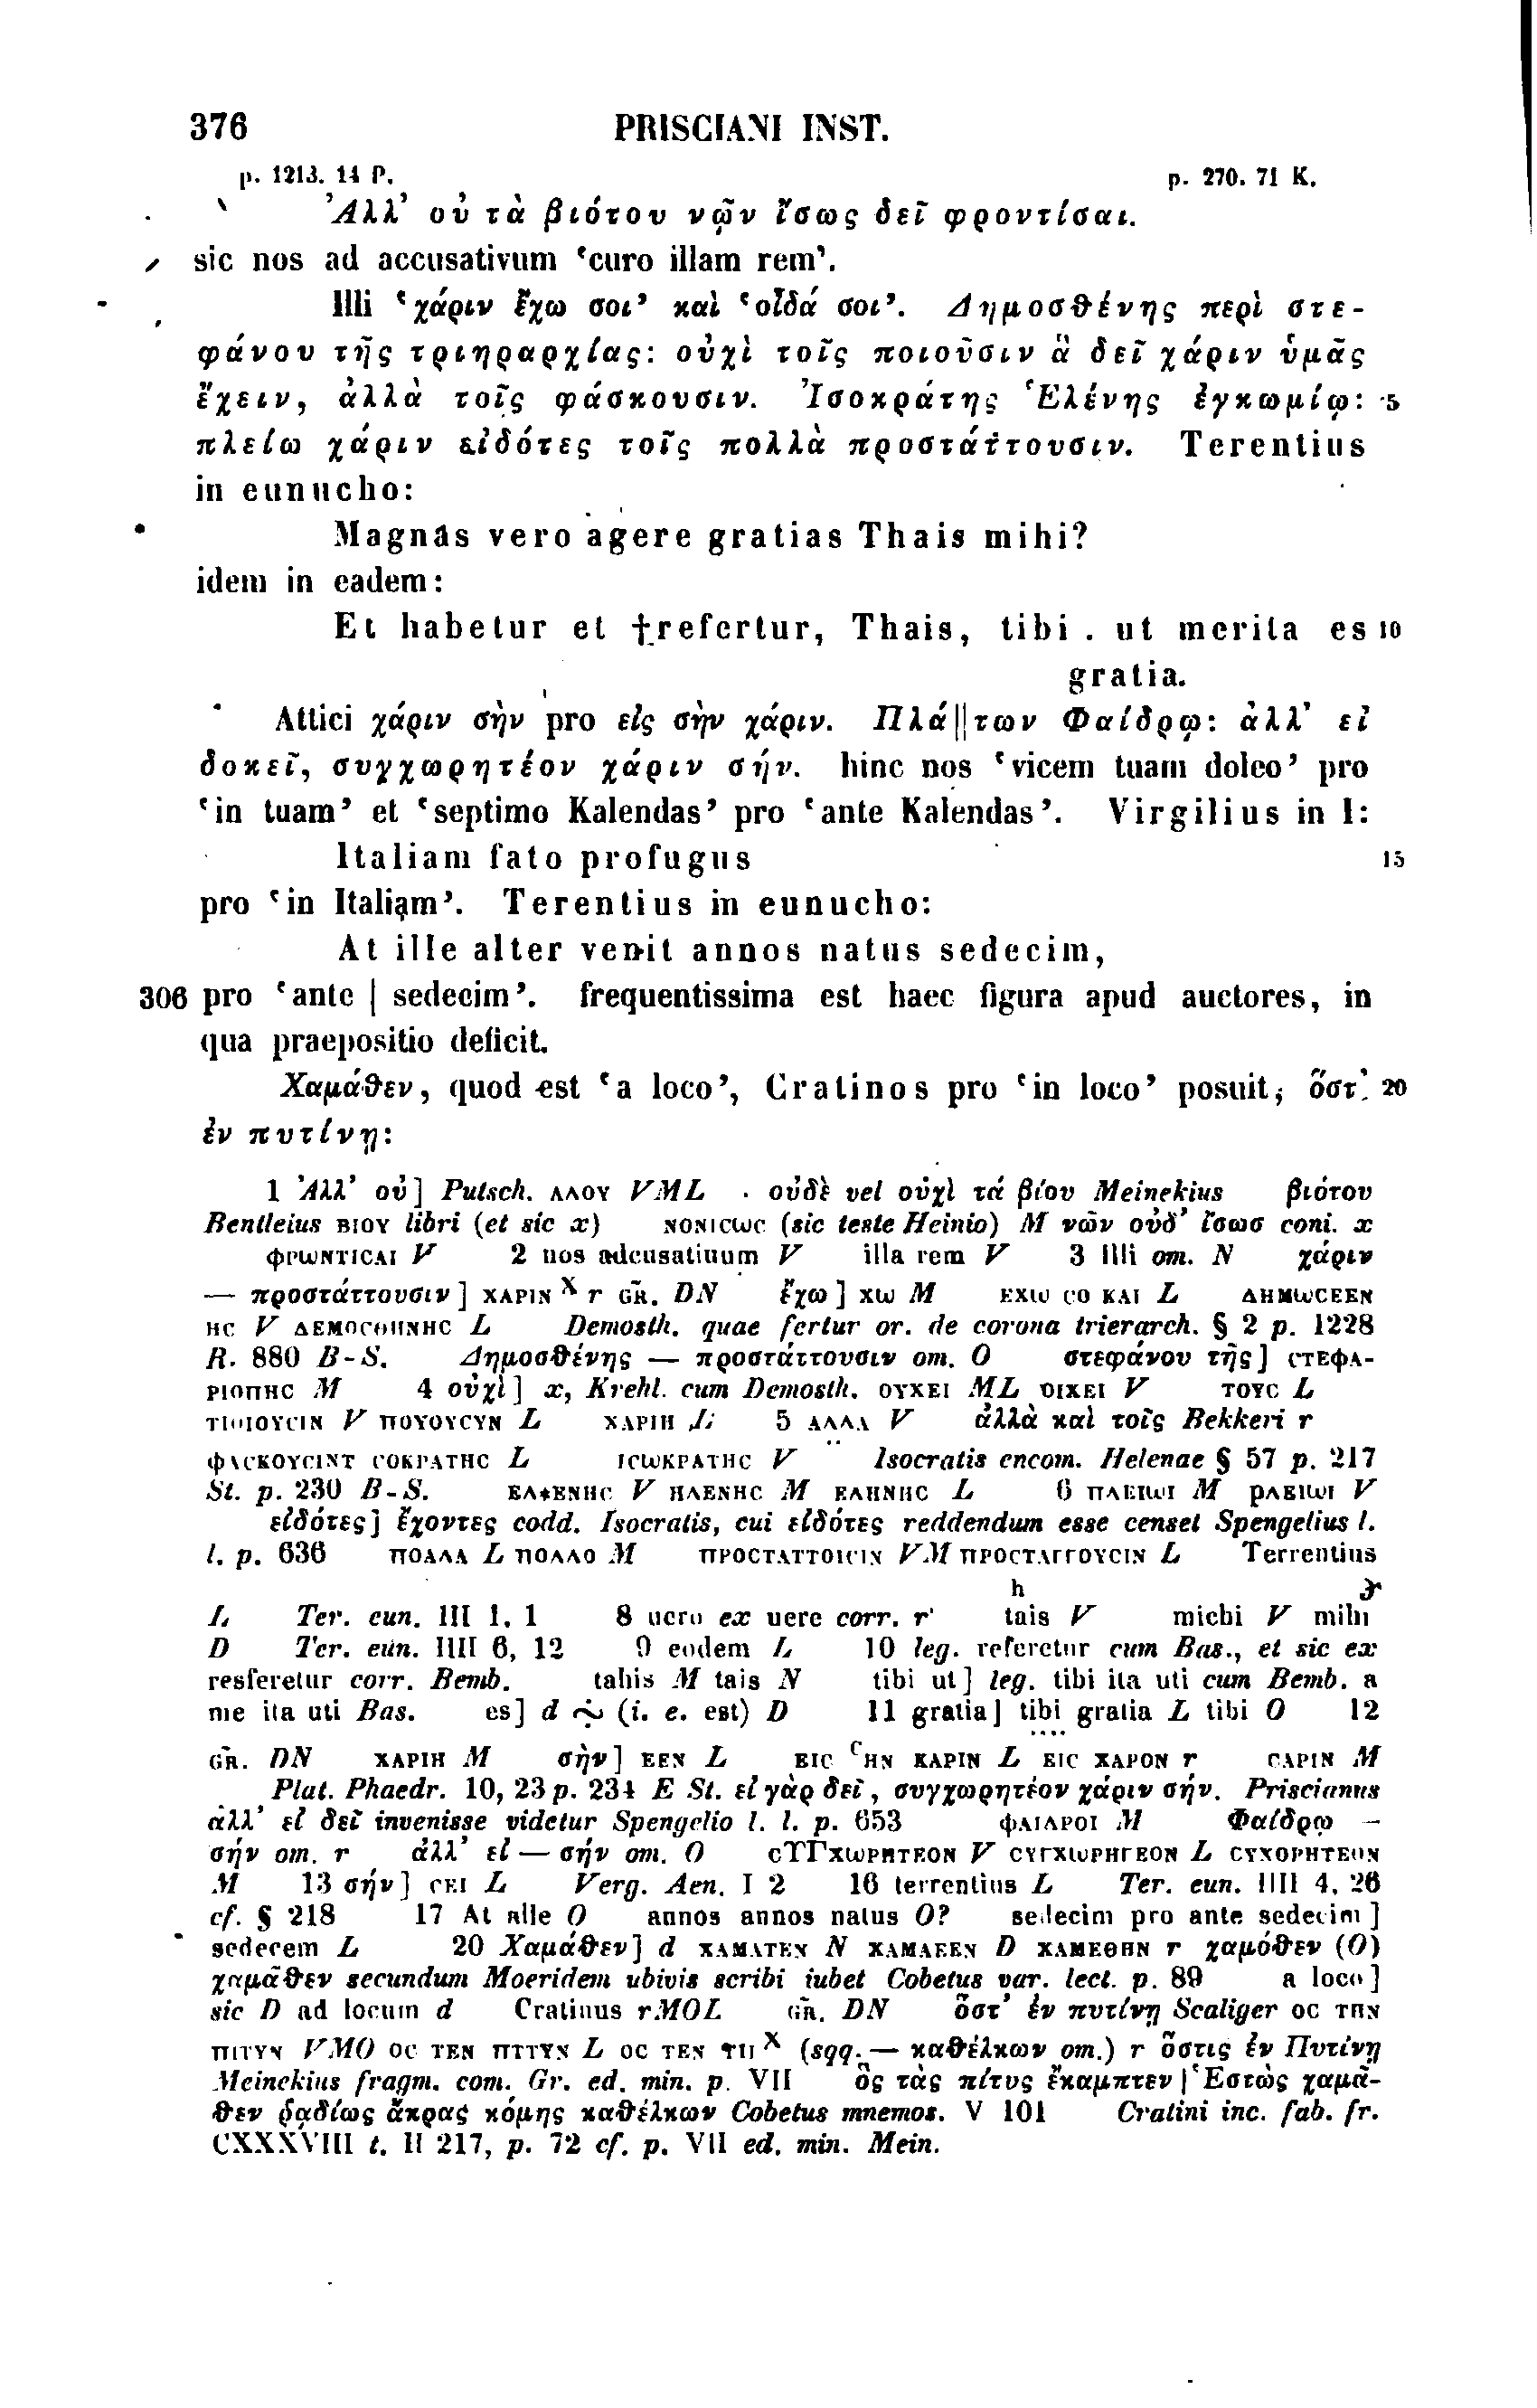 376 PRISCIANI INST.
p. 1213. 14 P. p. 270. 71 K.
Ἀλλ’ οὐ τὰ βιότου νῷν ἴσως δεῖ φροντίσαι.
sic nos ad accusativum ‘curo illam rem’.
Illi ‘χάριν ἔχω σοι’ καὶ ‘οἶδά σοι’. Δημοσθένης περὶ στε-
φάνου τῆς τριηραρχίας: οὐχὶ τοῖς ποιοῦσιν ἃ δεῖ χάριν ὑμᾶς
ἔχειν, ἀλλὰ τοῖς φάσκουσιν. Ἰσοκράτης Ἑλένης ἐγκωμίῳ: 5
πλείω χάριν εἰδότες τοῖς πολλὰ προστάττουσιν. Terentius
in eunucho:
Magnas vero agere gratias Thais mihi?
idem in eadem:
Et habetur et †refertur, Thais, tibi . ut merita es 10
gratia.
Attici χάριν σὴν pro εἰς σὴν χάριν. Πλά||των Φαίδρῳ: ἀλλ’ εἰ
δοκεῖ, συγχωρητέον χάριν σήν. hinc nos ‘vicem tuam doleo’ pro
‘in tuam’ et ‘septimo Kalendas’ pro ‘ante Kalendas’. Virgilius in I:
Italiam fato profugus 15
pro ‘in Italiam’. Terentius in eunucho:
At ille alter venit annos natus sedecim,
306 pro ‘ante | sedecim’. frequentissima est haec figura apud auctores, in
qua praepositio deficit.
Χαμάθεν, quod est ‘a loco’, Cratinos pro ‘in loco’ posuit, ὅστ’ 20
ἐν πυτίνῃ:
1 Ἀλλ’ οὐ] Putsch. ΑΛΟΥ VML οὐδὲ vel οὐχὶ τά βίου Meinekius βιότου
Bentleius ΒΙΟΥ libri (et sic x) ΝΟΝΙCωC (sic teste Heinio) M νῶν οὐδ’ ἴσωσ coni. x
ΦΡωΝΤΙCΑΙ V 2 nos adcusatiuum V illa rem V 3 Illi om. N χάριν
— προστάττουσιν] ΧΑΡΙΝ X r GR. DN ἔχω] Χω M ΕΧΙω CO ΚΑΙ L ΔΗΜωCΕΕΝ
ΗC V ΔΕΜΟCΘΗΝΗC L Demosth. quae fertur or. de corona trierarch. § 2 p. 1228
R. 880 B-S. Δημοσθένης — προστάττουσιν om. O στεφάνου τῆς] CΤΕΦΑ-
ΡΙΟΠΗC M 4 οὐχὶ] x, Krehl. cum Demosth. ΟΥΧΕΙ ML ΟΙΧΕΙ V ΤΟΥC L
V ΠΟΥΟΥCΥΝ L ΧΑΡΙΗ L 5 ΑΛΛΑ V ἀλλὰ καὶ τοῖς Bekkeri r
ΦΑCΚΟΥCΙΝΤ CΟΚΡΑΤΗC L ΙCωΚΡΑΤΗC V Isocratis encom. Helenae § 57 p. 217
St. p. 230 B-S. ΕΛ*ΕΝΗC V ΗΛΕΝΗC M ΕΛΗΝΗC L 6 ΠΛΕΙωΙ M ΡΛΕΙωΙ V
εἰδότες] ἔχοντες codd. Isocratis, cui εἰδότες reddendum esse censet Spengelius l.
l. p. 636 ΠΟΛΛΑ L ΠΟΛΛΟ M ΠΡΟCΤΑΤΤΟΙCΙΝ VM ΠΡΟCΤΑΓΓΟΥCΙΝ L Terrentius
h
L Ter. eun. III 1, 1 8 uero ex uere corr. r tais V michi V mihi
D Ter. eun. IIII 6, 12 9 eodem L 10 leg. referetur cum Bas., et sic ex
resferetur corr. Bemb. tahis M tais N tibi ut] leg. tibi ita uti cum Bemb. a
me ita uti Bas. es] d (i. e. est) D 11 gratia] tibi gratia L tibi O 12
GR. DN ΧΑΡΙΗ M σὴν] ΕΕΝ L ΕΙC CΗΝ ΚΑΡΙΝ L ΕΙC ΧΑΡΟΝ r CΑΡΙΝ M
Plat. Phaedr. 10, 23 p. 234 E St. εἰ γὰρ δεῖ, συγχωρητέον χάριν σήν. Priscianus
ἀλλ’ εἰ δεῖ invenisse videtur Spengelio l. l. p. 653 ΦΑΙΔΡΟΙ M Φαίδρῳ —
σήν om. r ἀλλ’ εἰ — σήν om. O CΥΓΧωΡΗΤΕΟΝ V CΥΓΧΙωΡΗΓΕΟΝ L CΥΧΟΡΗΤΕΟΝ
M 13 σήν] CΕΙ L Verg. Aen. I 2 16 terrentius L Ter. eun. IIII 4, 26
cf. § 218 17 At alle O annos annos natus O? sedecim pro ante sedecim]
sedecem L 20 Χαμάθεν] d ΧΑΜΑΤΕΝ N ΧΑΜΑΕΕΝ D ΧΑΜΕΘΗΝ r χαμόθεν (O)
χαμᾶθεν secundum Moeridem ubivis scribi iubet Cobetus var. lect. p. 89 a loco]
sic D ad locum d Cratinus rMOL GR. DN ὅστ’ ἐν πυτίνῃ Scaliger ΟC ΤΗΝ
ΠΙΤΥΝ VMO ΟC ΤΕΝ ΠΤΤΥΝ L ΟC ΤΕΝ X (sqq. — καθέλκων om.) r ὅστις ἐν Πυτίνῃ
Meinekius fragm. com. Gr. ed. min. p. VII ὃς τὰς πίτυς ἔκαμπτεν | Ἑστὼς χαμᾶ-
θεν ῥᾳδίως ἄκρας κόμης καθέλκων Cobetus mnemos. V 101 Cratini inc. fab. fr.
CXXXVIII t. II 217, p. 72 cf. p. VII ed. min. Mein.